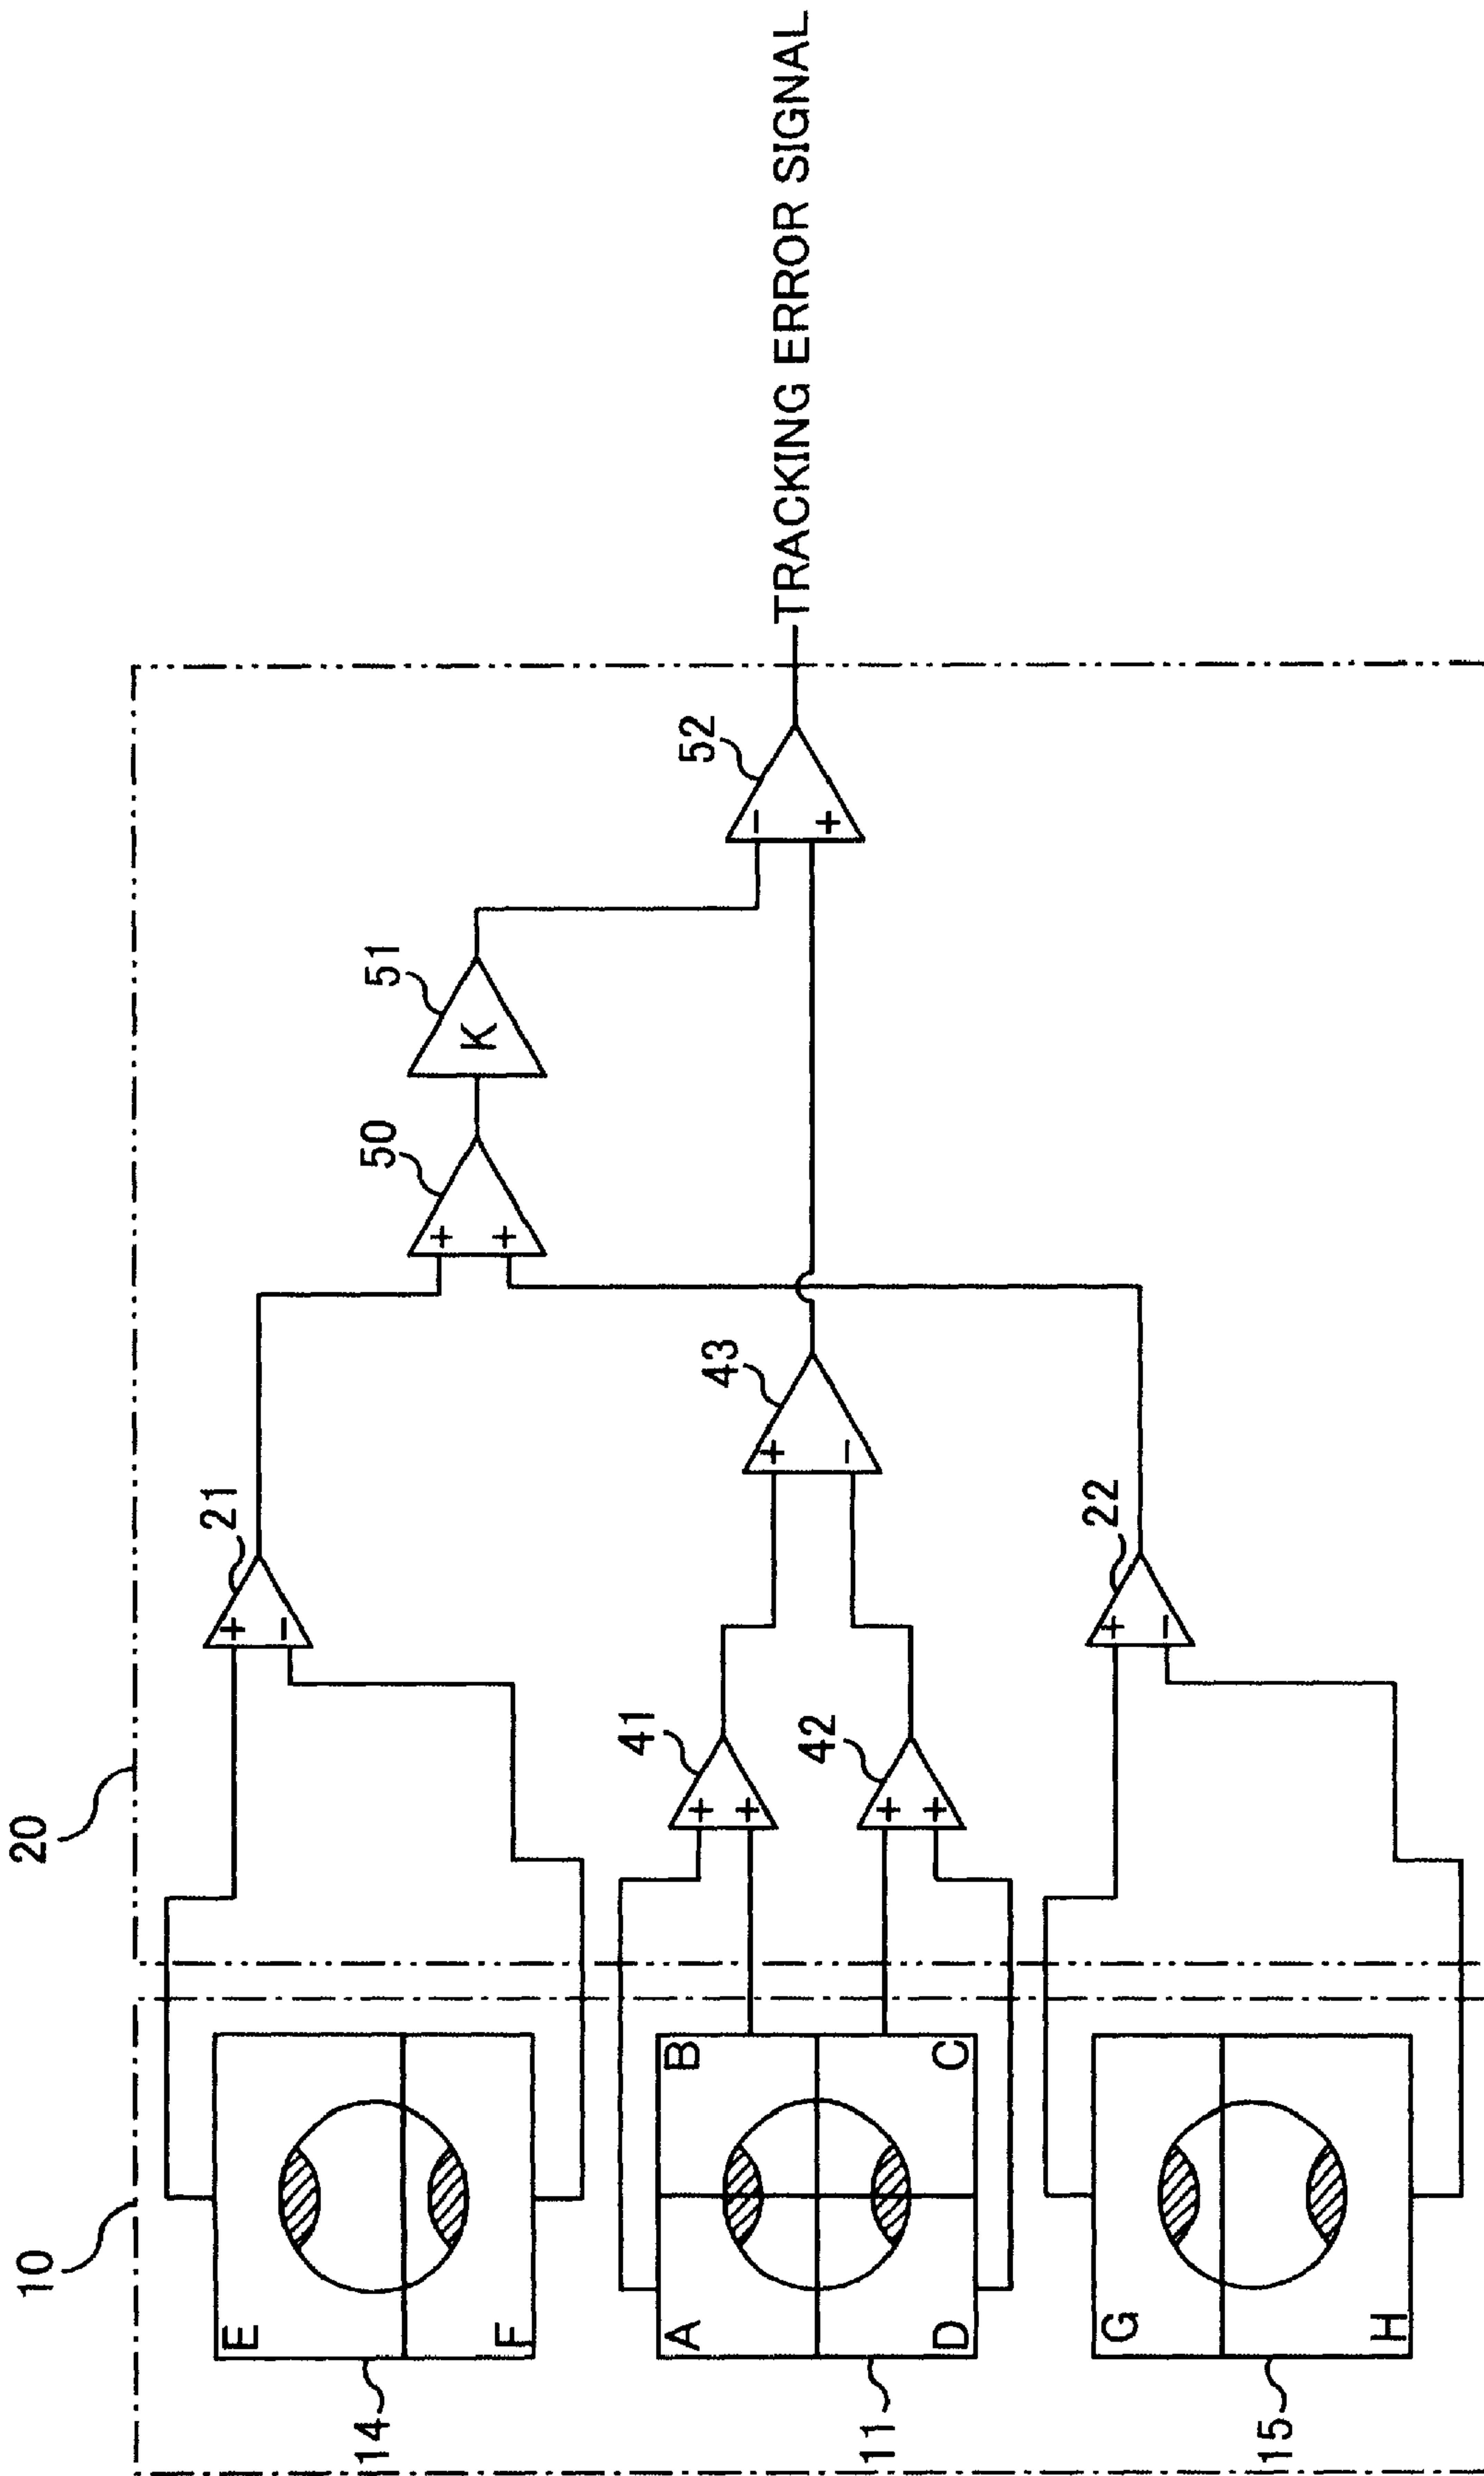 10
20
14
E
F
21
+
−
50
+
+
51
K
52
−
+
TRACKING ERROR SIGNAL
11
A
B
C
D
41
+
+
42
+
+
43
+
−
15
G
H
22
+
−